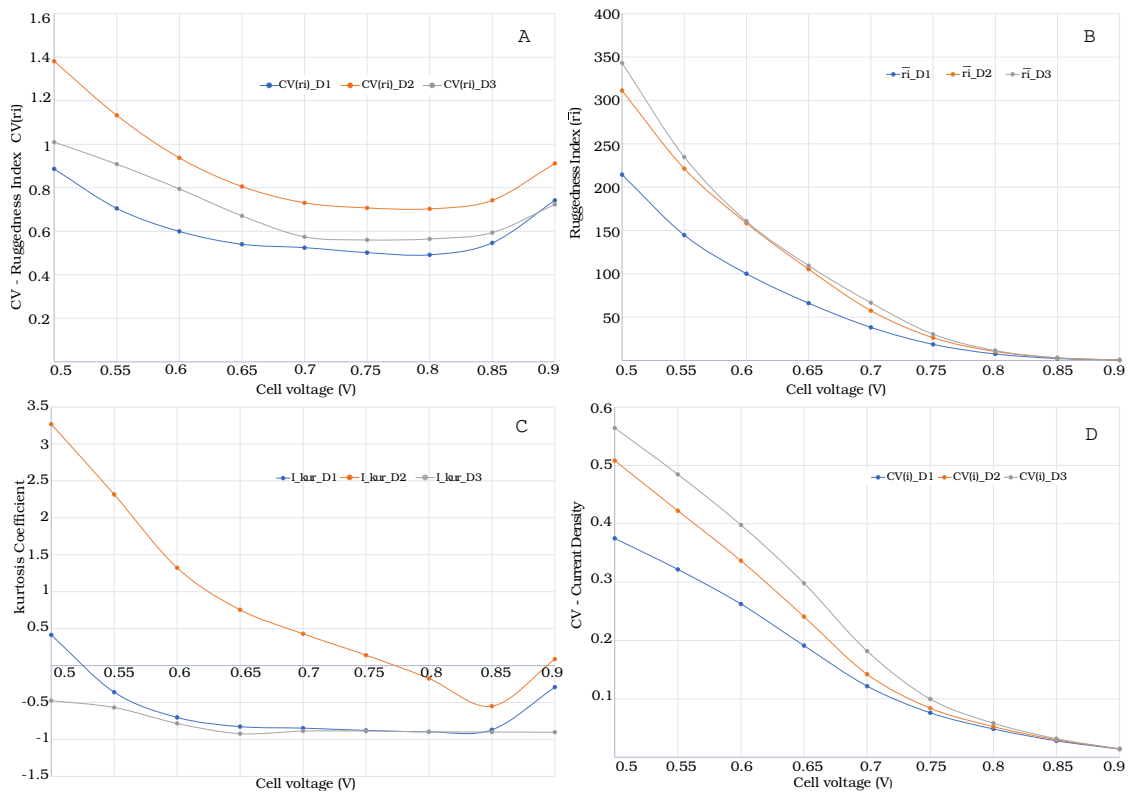 A
CV(ri)_D1 CV(ri)_D2 CV(ri)_D3
CV - Ruggedness Index CV(ri)
1.6
1.4
1.2
1
0.8
0.6
0.4
0.2
0.5 0.55 0.6 0.65 0.7 0.75 0.8 0.85 0.9
Cell voltage (V)
B
r̅i̅_D1 r̅i̅_D2 r̅i̅_D3
Ruggedness Index (r̅i̅)
400
350
300
250
200
150
100
50
0.5 0.55 0.6 0.65 0.7 0.75 0.8 0.85 0.9
Cell voltage (V)
C
I_kur_D1 I_kur_D2 I_kur_D3
kurtosis Coefficient
3.5
3
2.5
2
1.5
1
0.5
-0.5
-1
-1.5
0.5 0.55 0.6 0.65 0.7 0.75 0.8 0.85 0.9
Cell voltage (V)
D
CV(i)_D1 CV(i)_D2 CV(i)_D3
CV - Current Density
0.6
0.5
0.4
0.3
0.2
0.1
0.5 0.55 0.6 0.65 0.7 0.75 0.8 0.85 0.9
Cell voltage (V)